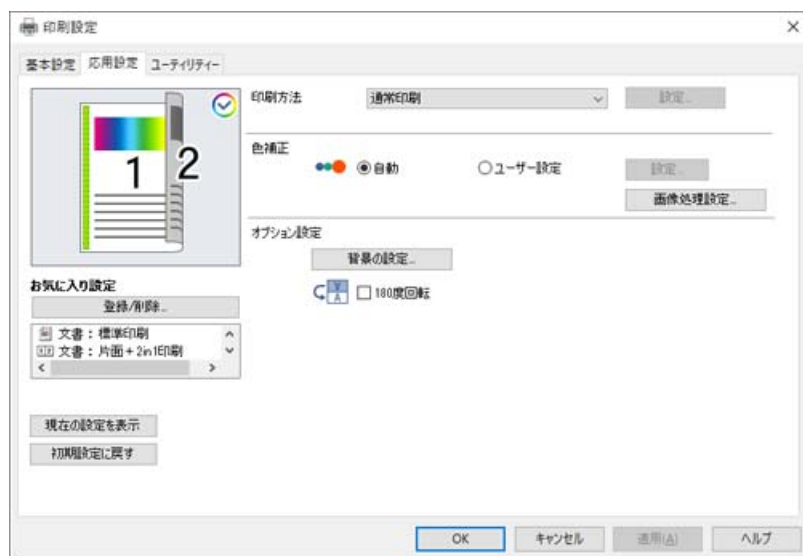 印刷設定
基本設定 応用設定 ユーティリティー
1 2
お気に入り設定
登録/削除...
文書：標準印刷
文書：片面＋2in1印刷
現在の設定を表示
初期設定に戻す
印刷方法 通常印刷 設定...
色補正
自動 ユーザー設定 設定...
画像処理設定...
オプション設定
背景の設定...
180度回転
OK キャンセル 適用(A) ヘルプ